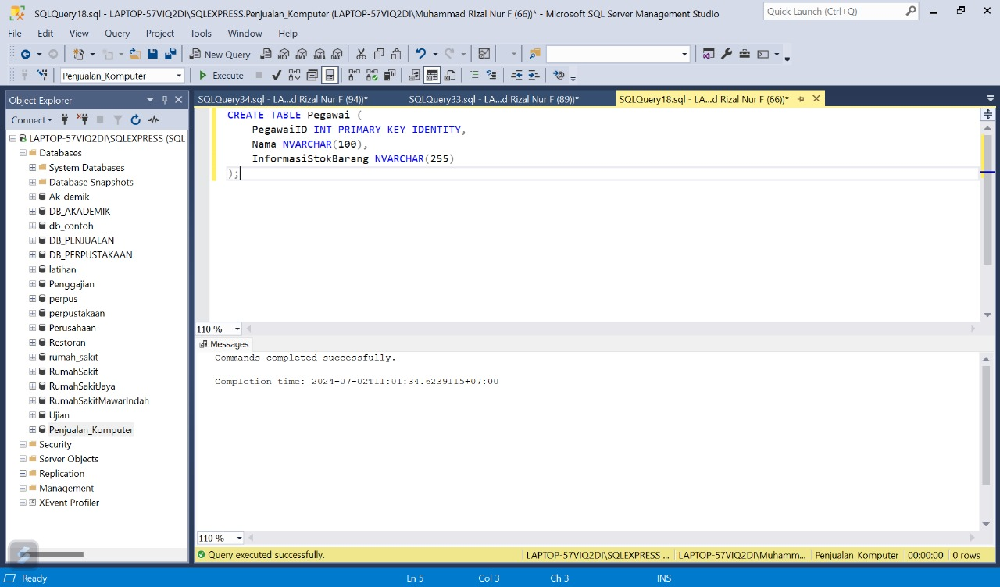 SQLQuery18.sql - LAPTOP-57VIQ2DI\SQLEXPRESS.Penjualan_Komputer (LAPTOP-57VIQ2DI\Muhammad Rizal Nur F (66))* - Microsoft SQL Server Management Studio
Quick Launch (Ctrl+Q)
File Edit View Query Project Tools Window Help
New Query MDX DMX XMLA DAX
Penjualan_Komputer Execute
Object Explorer
SQLQuery34.sql - LA...d Rizal Nur F (94))* SQLQuery33.sql - LA...d Rizal Nur F (89))* SQLQuery18.sql - LA...d Rizal Nur F (66))*
Connect
LAPTOP-57VIQ2DI\SQLEXPRESS (SQL
Databases
System Databases
Database Snapshots
Ak-demik
DB_AKADEMIK
db_contoh
DB_PENJUALAN
DB_PERPUSTAKAAN
latihan
Penggajian
perpus
perpustakaan
Perusahaan
Restoran
rumah_sakit
RumahSakit
RumahSakitJaya
RumahSakitMawarIndah
Ujian
Penjualan_Komputer
Security
Server Objects
Replication
Management
XEvent Profiler
CREATE TABLE Pegawai (
PegawaiID INT PRIMARY KEY IDENTITY,
Nama NVARCHAR(100),
InformasiStokBarang NVARCHAR(255)
);
110 %
Messages
Commands completed successfully.
Completion time: 2024-07-02T11:01:34.6239115+07:00
110 %
Query executed successfully. LAPTOP-57VIQ2DI\SQLEXPRESS ... LAPTOP-57VIQ2DI\Muhamm... Penjualan_Komputer 00:00:00 0 rows
Ready Ln 5 Col 3 Ch 3 INS